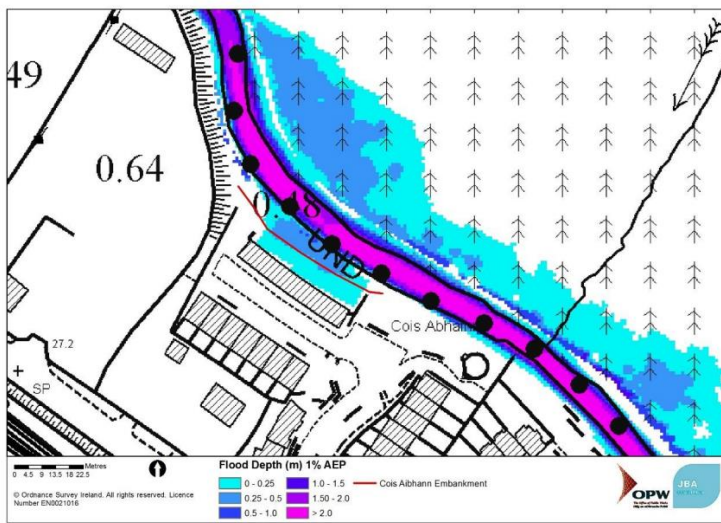 49
0.64
0.
8
UND
Cois Abhann
27.2
SP
Metres
0 4.5 9 13.5 18 22.5
© Ordnance Survey Ireland. All rights reserved. Licence
Number EN0021016
Flood Depth (m) 1% AEP
0 - 0.25
0.25 - 0.5
0.5 - 1.0
1.0 - 1.5
1.50 - 2.0
> 2.0
Cois Aibhann Embankment
OPW
JBA